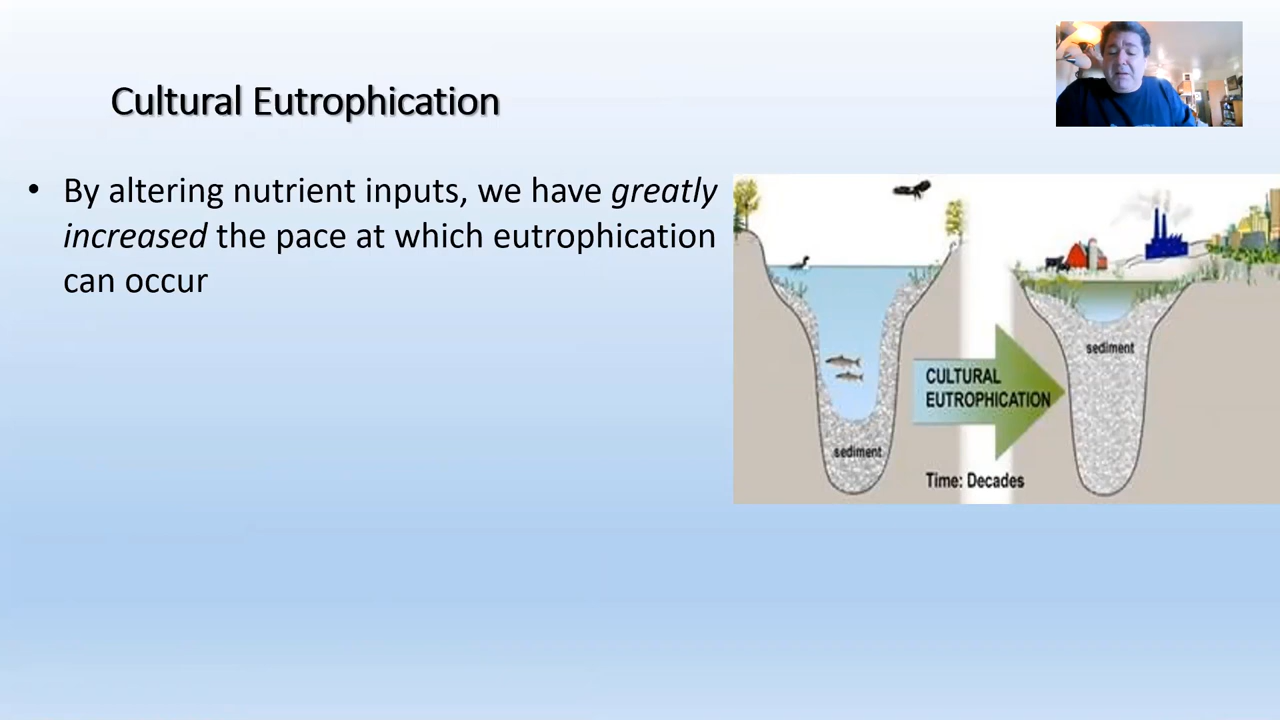 Cultural Eutrophication
• By altering nutrient inputs, we have greatly
increased the pace at which eutrophication
can occur
sediment
CULTURAL
EUTROPHICATION
Time: Decades
sediment